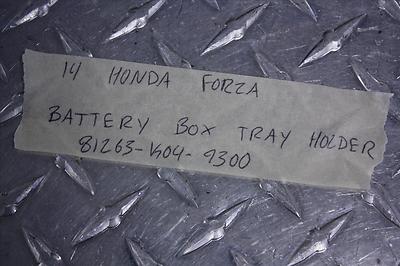 14 HONDA FORZA
BATTERY BOX TRAY HOLDER
81263-K04-9300